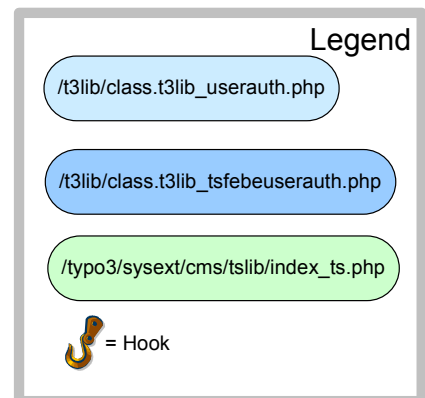 Legend
/t3lib/class.t3lib_userauth.php
/t3lib/class.t3lib_tsfebeuserauth.php
/typo3/sysext/cms/tslib/index_ts.php
= Hook